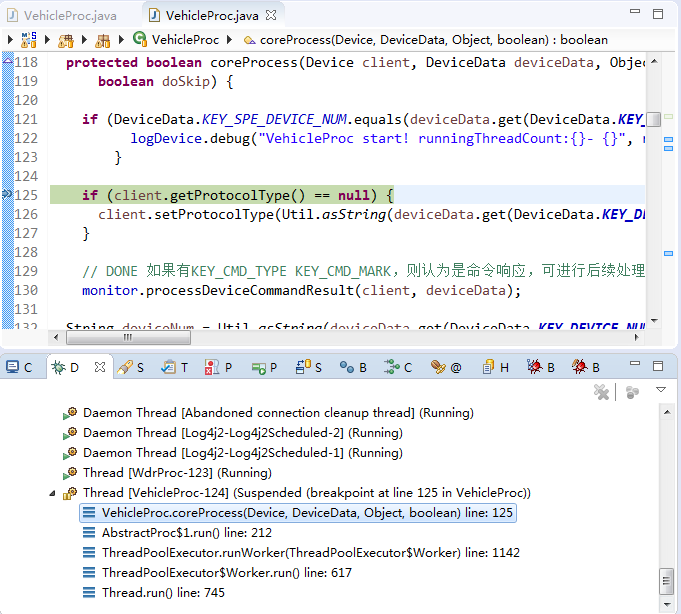 VehicleProc.java VehicleProc.java
VehicleProc coreProcess(Device, DeviceData, Object, boolean) : boolean
118 protected boolean coreProcess(Device client, DeviceData deviceData, Objec
119 boolean doSkip) {
120
121 if (DeviceData.KEY_SPE_DEVICE_NUM.equals(deviceData.get(DeviceData.KEY_
122 logDevice.debug("VehicleProc start! runningThreadCount:{}- {}",
123 }
124
125 if (client.getProtocolType() == null) {
126 client.setProtocolType(Util.asString(deviceData.get(DeviceData.KEY_DE
127 }
128
129 // DONE 如果有KEY_CMD_TYPE KEY_CMD_MARK，则认为是命令响应，可进行后续处理
130 monitor.processDeviceCommandResult(client, deviceData);
131
132 String deviceNum = Util.asString(deviceData.get(DeviceData.KEY_DEVICE_NUM
C D S T P P S B C @ H B B
Daemon Thread [Abandoned connection cleanup thread] (Running)
Daemon Thread [Log4j2-Log4j2Scheduled-2] (Running)
Daemon Thread [Log4j2-Log4j2Scheduled-1] (Running)
Thread [WdrProc-123] (Running)
Thread [VehicleProc-124] (Suspended (breakpoint at line 125 in VehicleProc))
VehicleProc.coreProcess(Device, DeviceData, Object, boolean) line: 125
AbstractProc$1.run() line: 212
ThreadPoolExecutor.runWorker(ThreadPoolExecutor$Worker) line: 1142
ThreadPoolExecutor$Worker.run() line: 617
Thread.run() line: 745